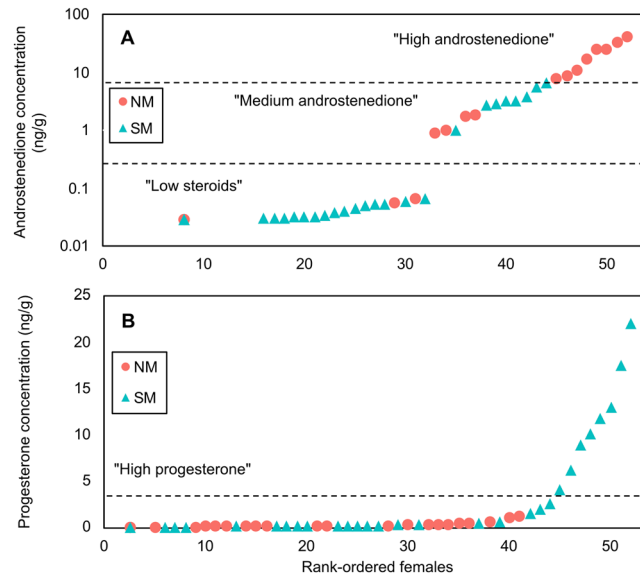 A
"High androstenedione"
"Medium androstenedione"
"Low steroids"
NM
SM
Androstenedione concentration
(ng/g)
100
10
1
0.1
0.01
0 10 20 30 40 50
B
"High progesterone"
NM
SM
Progesterone concentration (ng/g)
25
20
15
10
5
0
0 10 20 30 40 50
Rank-ordered females